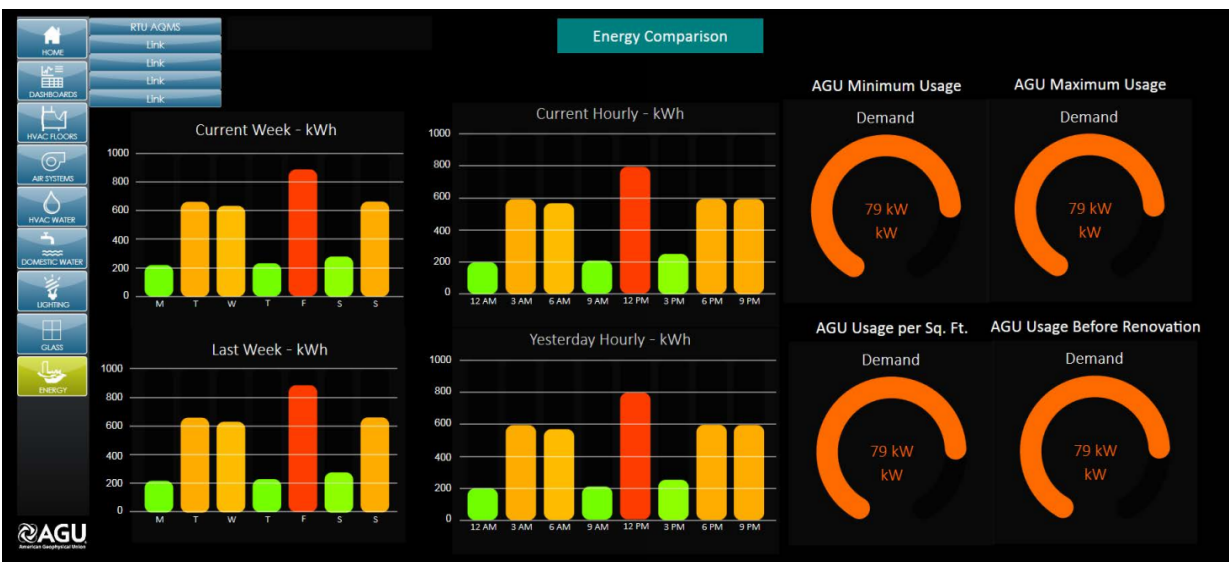 HOME
DASHBOARDS
HVAC FLOORS
AIR SYSTEMS
HVAC WATER
DOMESTIC WATER
LIGHTING
GLASS
ENERGY
AGU
American Geophysical Union
RTU AQMS
Link
Link
Link
Link
Energy Comparison
Current Week - kWh
1000
800
600
400
200
0
M T W T F S S
Current Hourly - kWh
1000
800
600
400
200
0
12 AM 3 AM 6 AM 9 AM 12 PM 3 PM 6 PM 9 PM
AGU Minimum Usage
Demand
79 kW
kW
AGU Maximum Usage
Demand
79 kW
kW
Last Week - kWh
1000
800
600
400
200
0
M T W T F S S
Yesterday Hourly - kWh
1000
800
600
400
200
0
12 AM 3 AM 6 AM 9 AM 12 PM 3 PM 6 PM 9 PM
AGU Usage per Sq. Ft.
Demand
79 kW
kW
AGU Usage Before Renovation
Demand
79 kW
kW